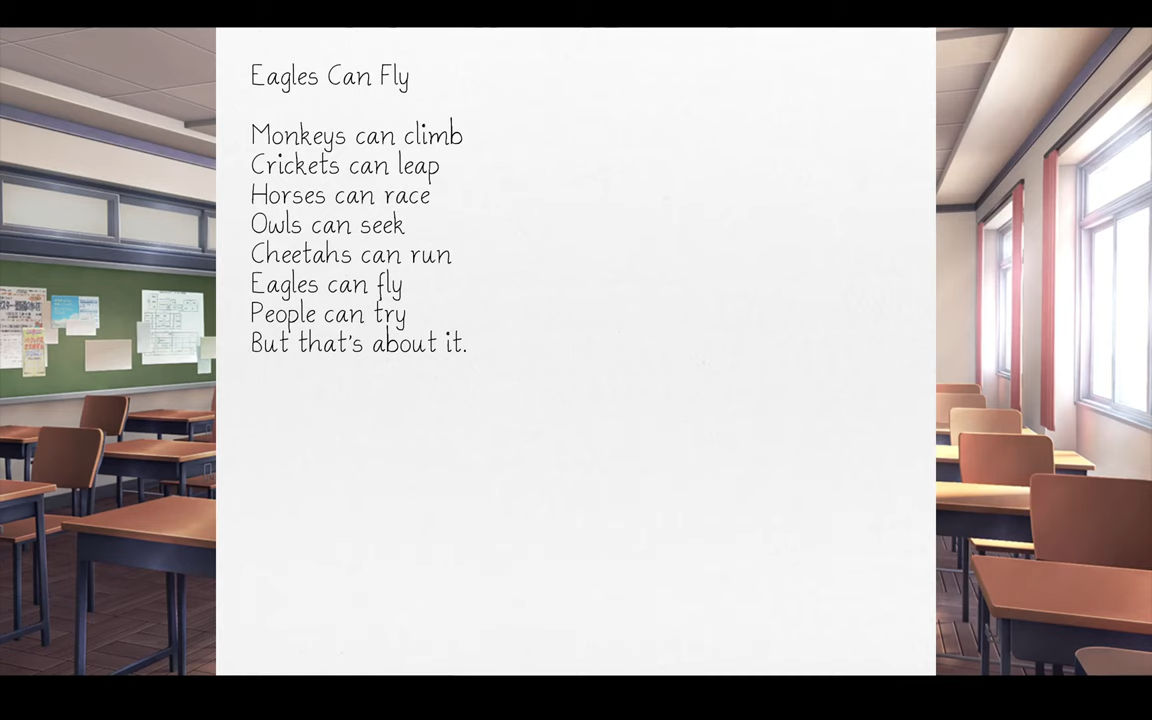 Eagles Can Fly
Monkeys can climb
Crickets can leap
Horses can race
Owls can seek
Cheetahs can run
Eagles can fly
People can try
But that's about it.